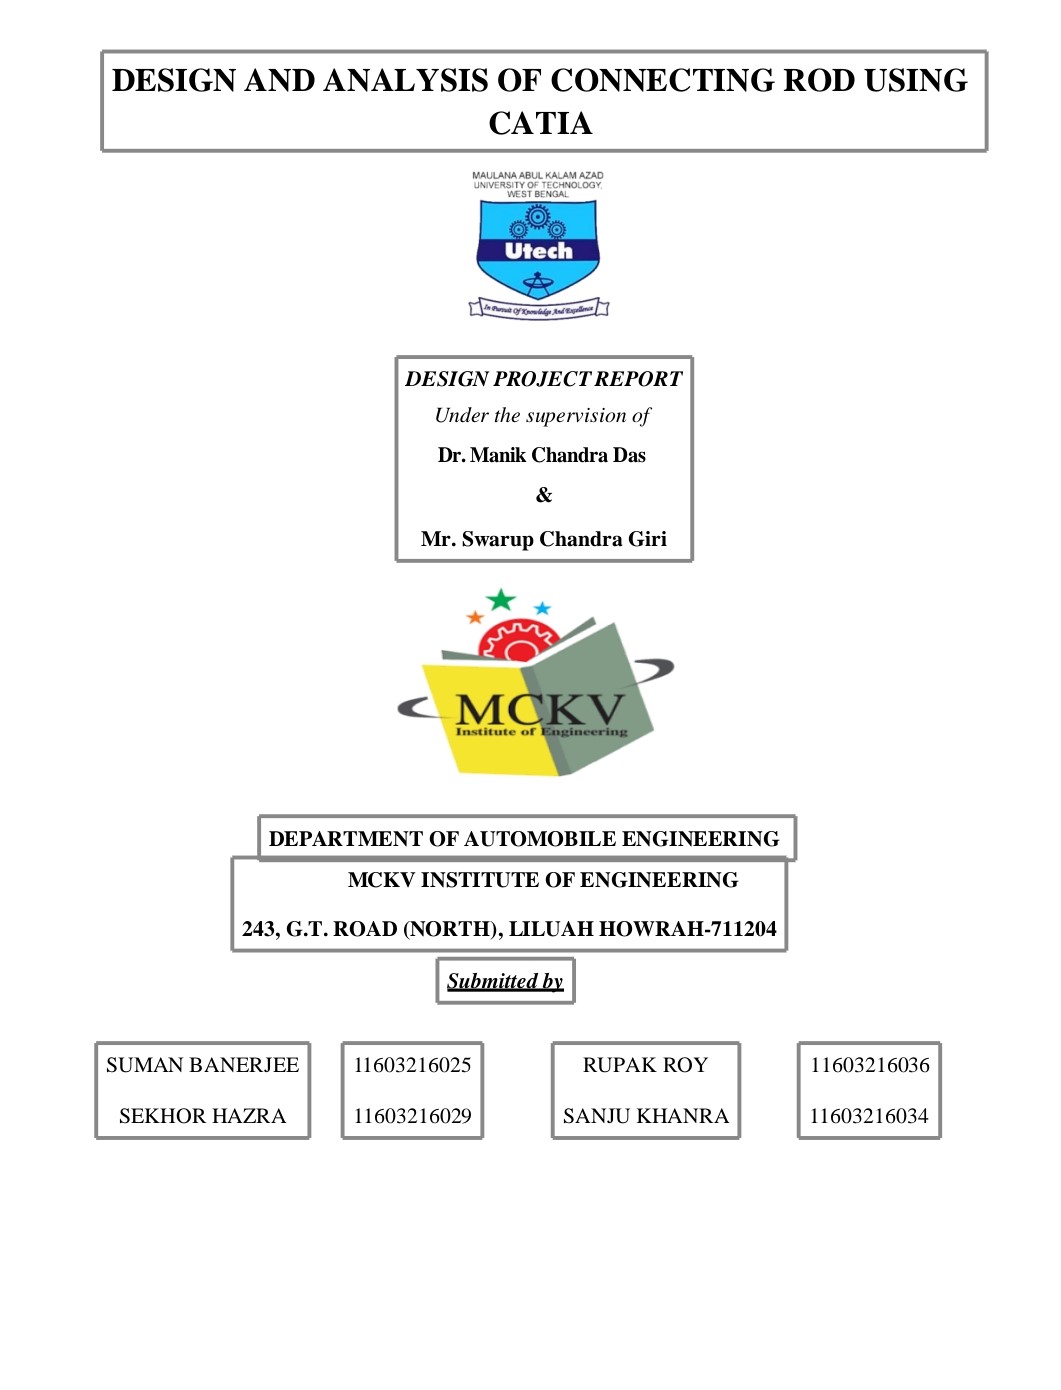 DESIGN AND ANALYSIS OF CONNECTING ROD USING
CATIA
MAULANA ABUL KALAM AZAD
UNIVERSITY OF TECHNOLOGY,
WEST BENGAL
Utech
In Pursuit Of Knowledge And Excellence
DESIGN PROJECT REPORT
Under the supervision of
Dr. Manik Chandra Das
&
Mr. Swarup Chandra Giri
MCKV
Institute of Engineering
DEPARTMENT OF AUTOMOBILE ENGINEERING
MCKV INSTITUTE OF ENGINEERING
243, G.T. ROAD (NORTH), LILUAH HOWRAH-711204
Submitted by
SUMAN BANERJEE 11603216025 RUPAK ROY 11603216036
SEKHOR HAZRA 11603216029 SANJU KHANRA 11603216034